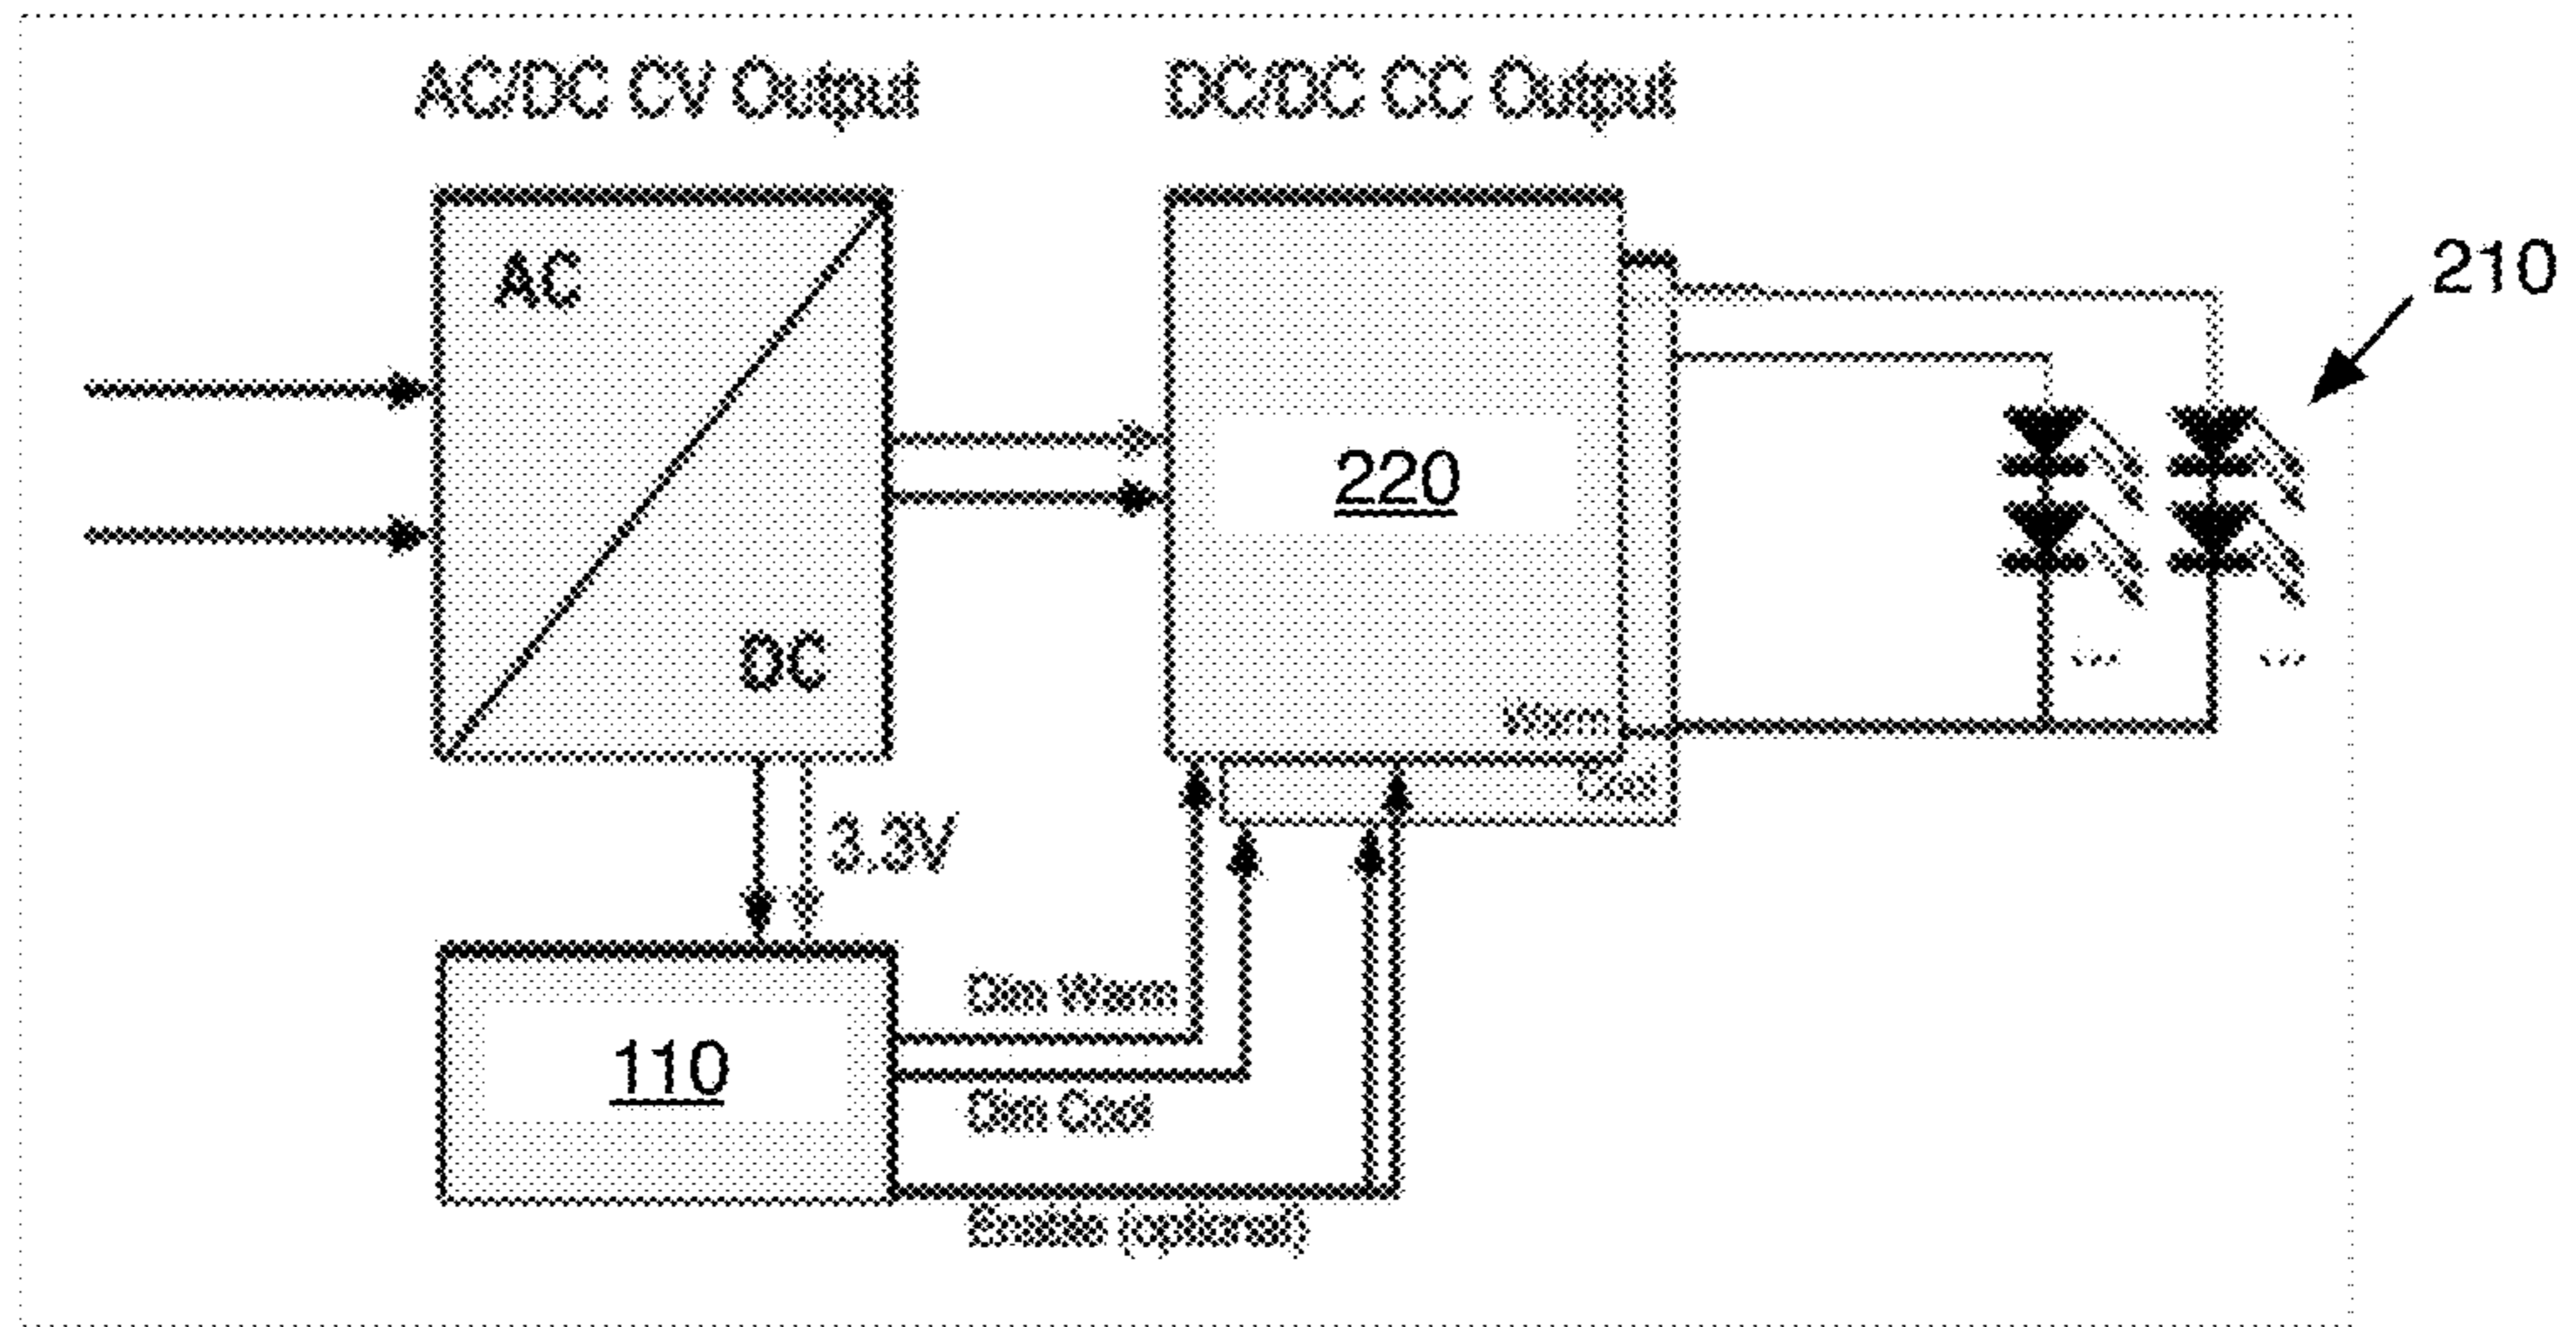 AC/DC CV Output
DC/DC CC Output
AC
210
220
DC
Warm
Cool
3.3V
Dim Warm
110
Dim Cool
Enable (optional)
...
...